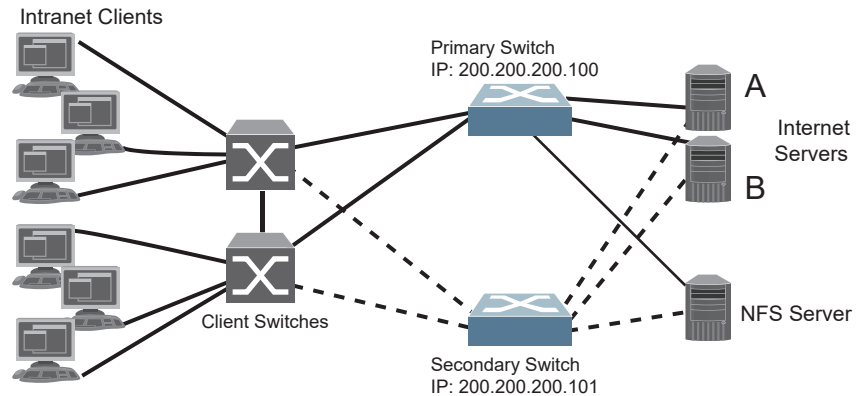 Intranet Clients
Primary Switch
IP: 200.200.200.100
A
Internet
Servers
B
NFS Server
Client Switches
Secondary Switch
IP: 200.200.200.101